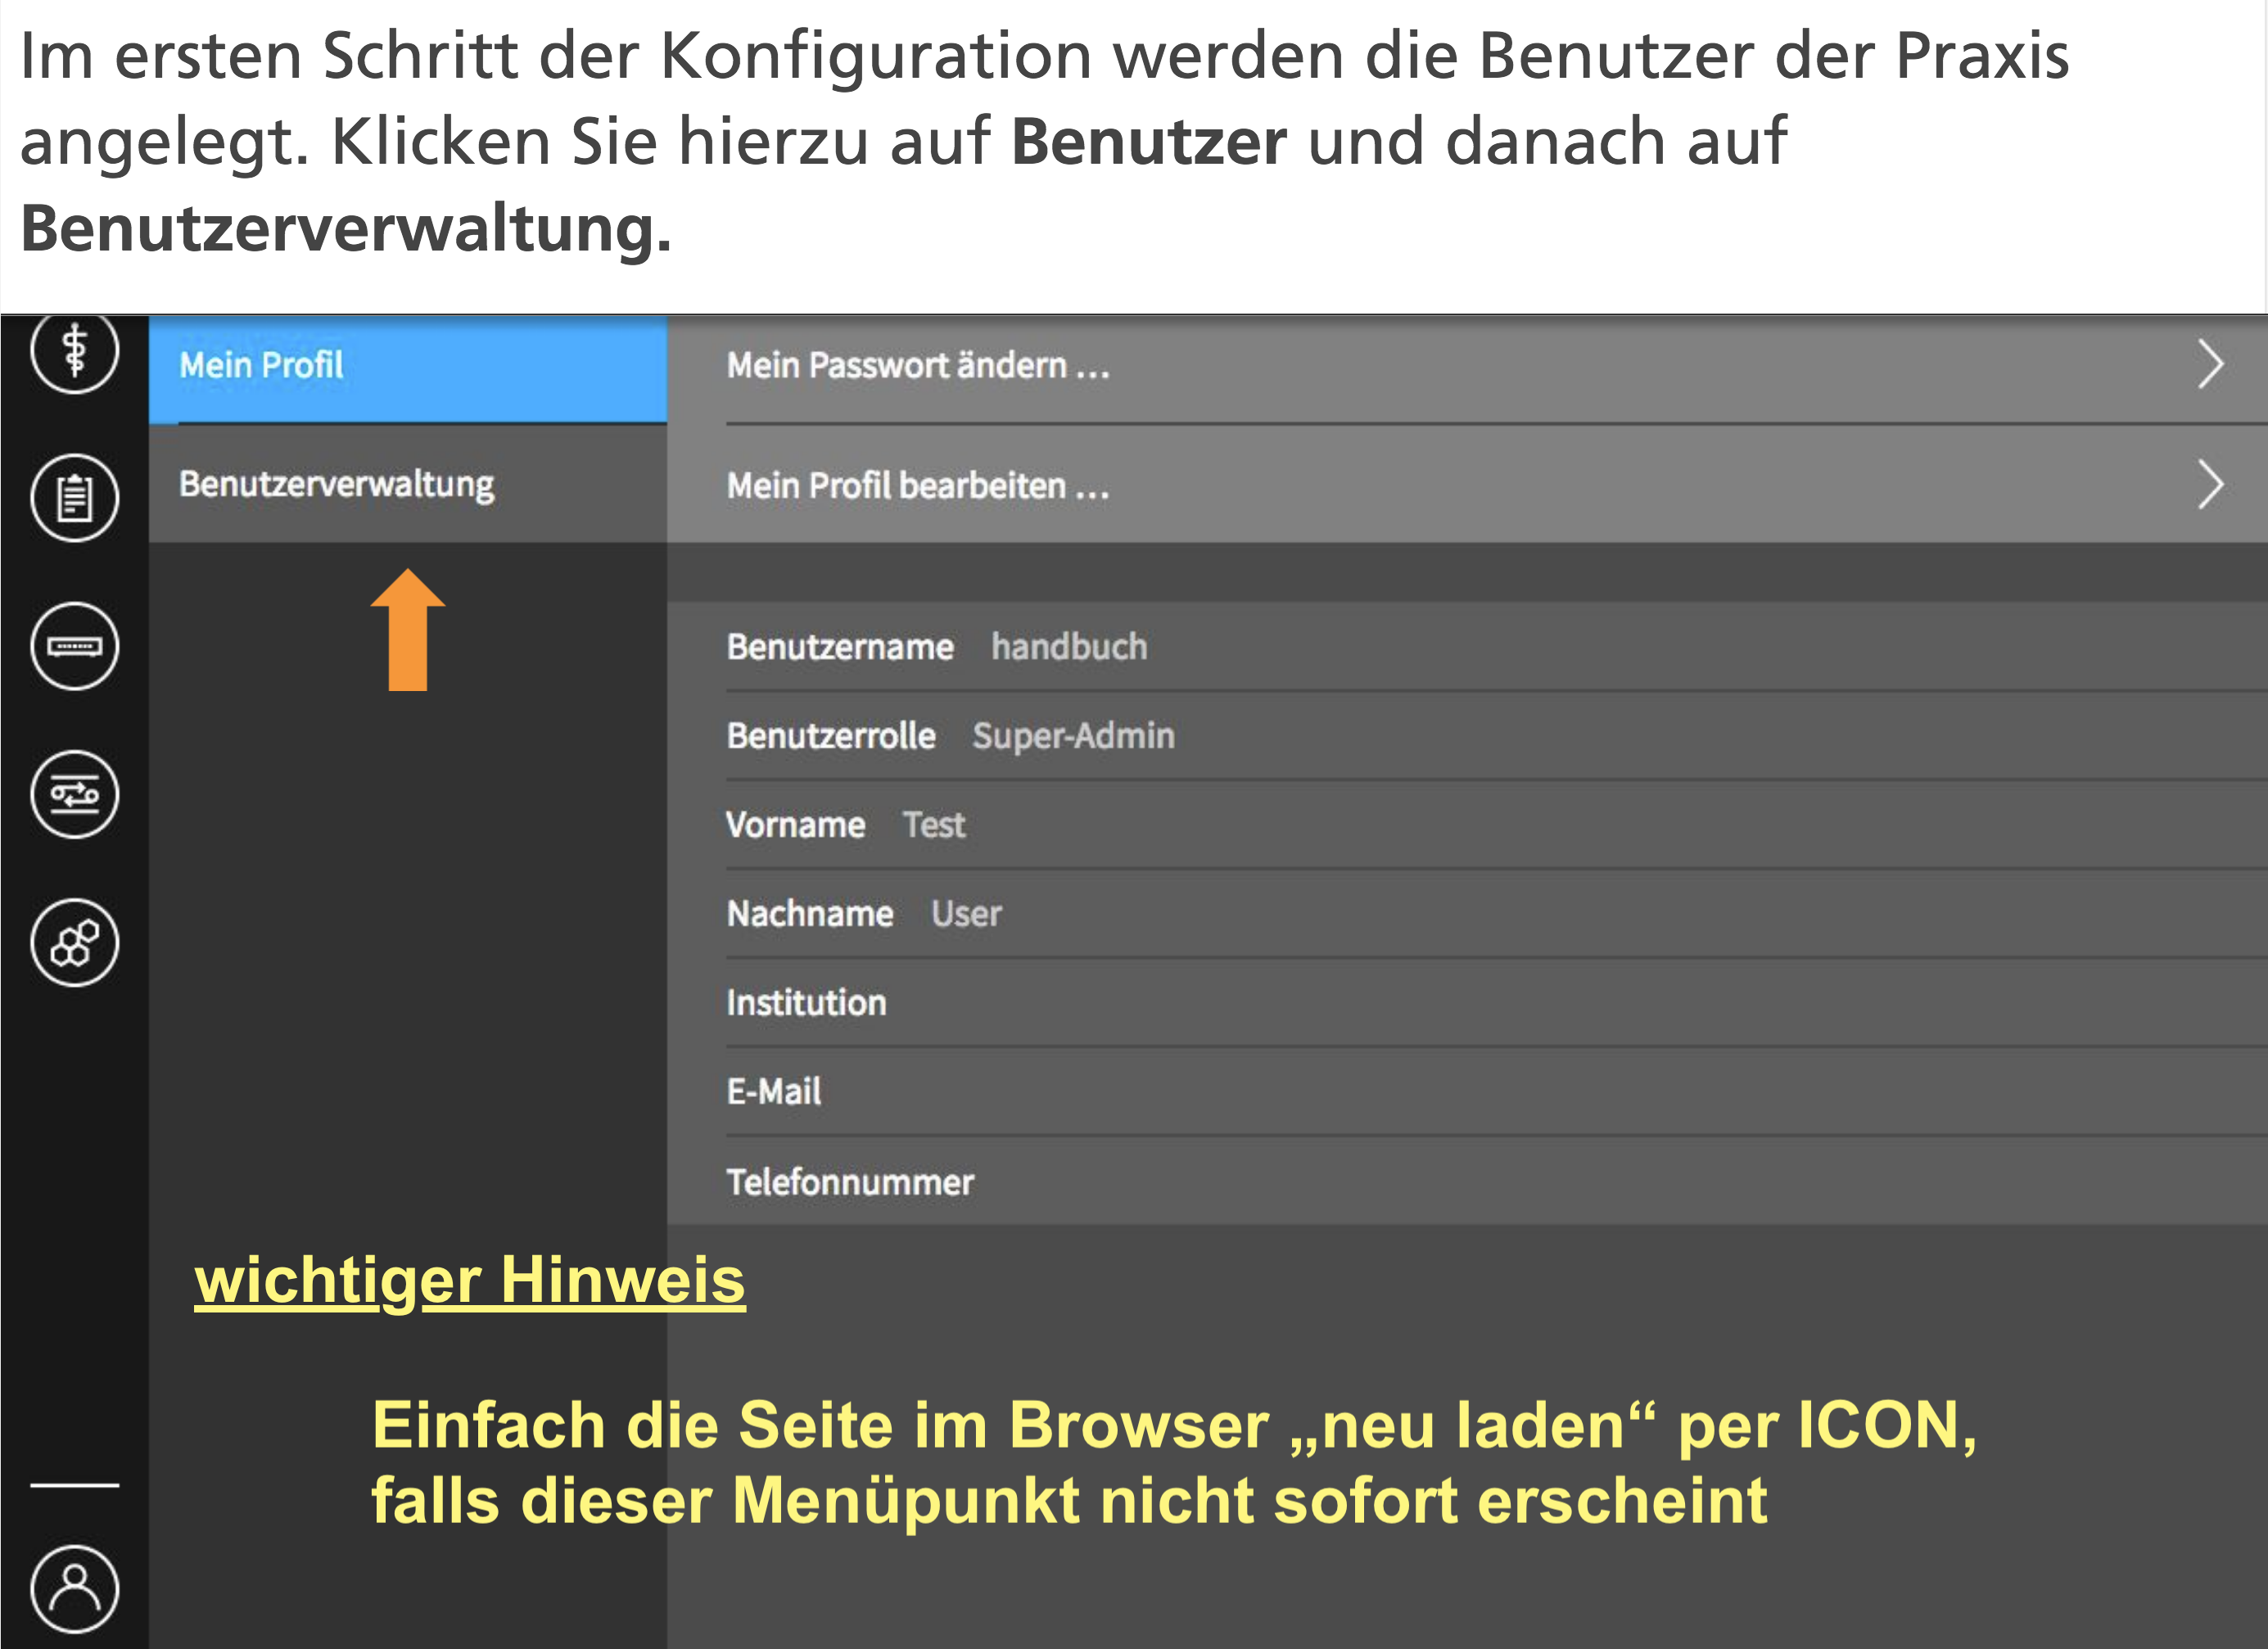 Im ersten Schritt der Konfiguration werden die Benutzer der Praxis
angelegt. Klicken Sie hierzu auf Benutzer und danach auf
Benutzerverwaltung.
Mein Profil
Benutzerverwaltung
Mein Passwort ändern ...
Mein Profil bearbeiten ...
Benutzername handbuch
Benutzerrolle Super-Admin
Vorname Test
Nachname User
Institution
E-Mail
Telefonnummer
wichtiger Hinweis
Einfach die Seite im Browser „neu laden“ per ICON,
falls dieser Menüpunkt nicht sofort erscheint